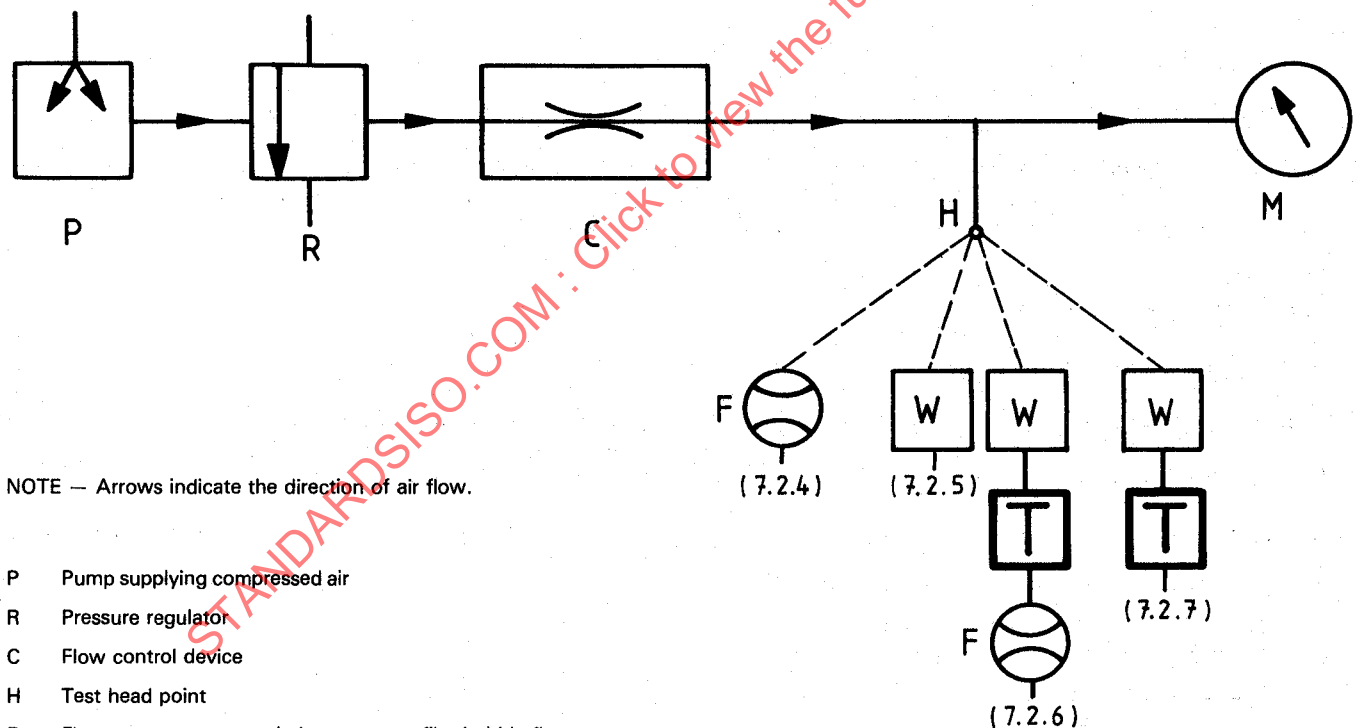 P
R
C
H
M
F
W
W
W
(7.2.4)
(7.2.5)
T
T
(7.2.7)
F
(7.2.6)
NOTE — Arrows indicate the direction of air flow.
P Pump supplying compressed air
R Pressure regulator
C Flow control device
H Test head point
STANDARDSISO.COM : Click to view the